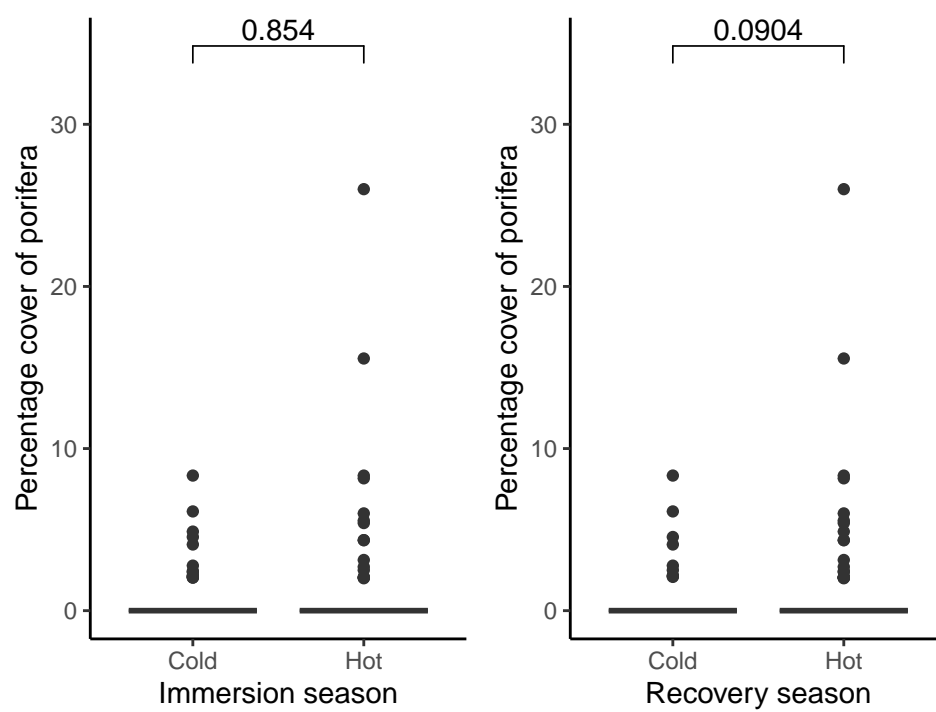 0.854
Percentage cover of porifera
30
20
10
0
Cold Hot
Immersion season
0.0904
Percentage cover of porifera
30
20
10
0
Cold Hot
Recovery season